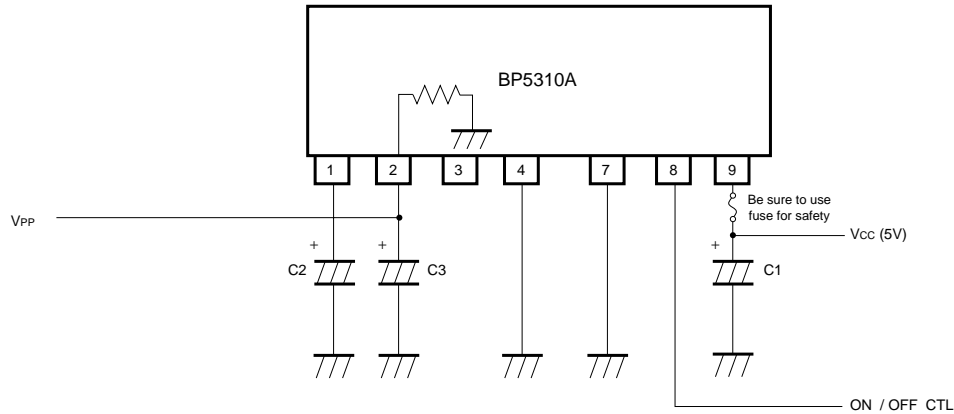 BP5310A
1 2 3 4 7 8 9
Be sure to use
fuse for safety
VPP
VCC (5V)
+ + +
C2 C3 C1
ON / OFF CTL